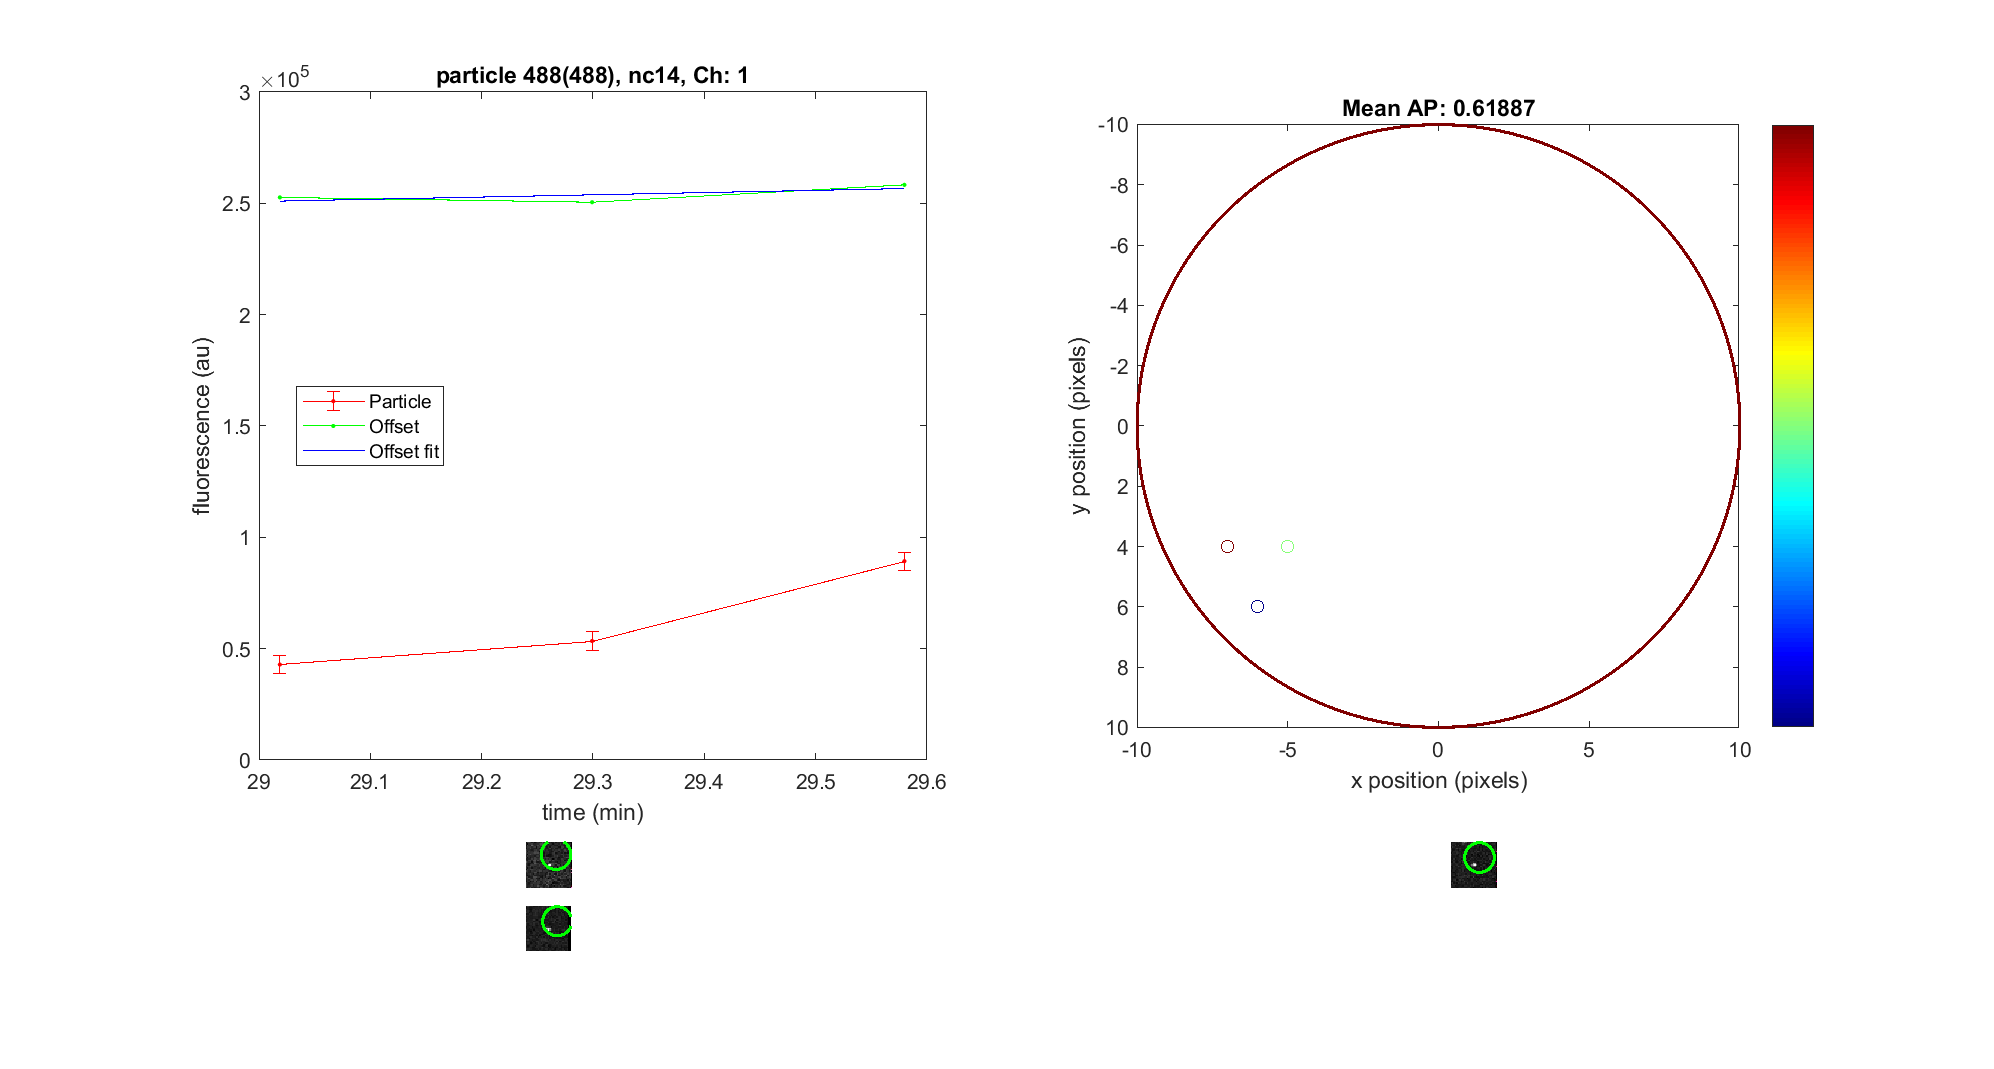 particle 488(488), nc14, Ch: 1
×10^5
3
2.5
2
1.5
1
0.5
0
fluorescence (au)
Particle
Offset
Offset fit
29 29.1 29.2 29.3 29.4 29.5 29.6
time (min)
Mean AP: 0.61887
-10
-8
-6
-4
-2
0
2
4
6
8
10
y position (pixels)
-10 -5 0 5 10
x position (pixels)